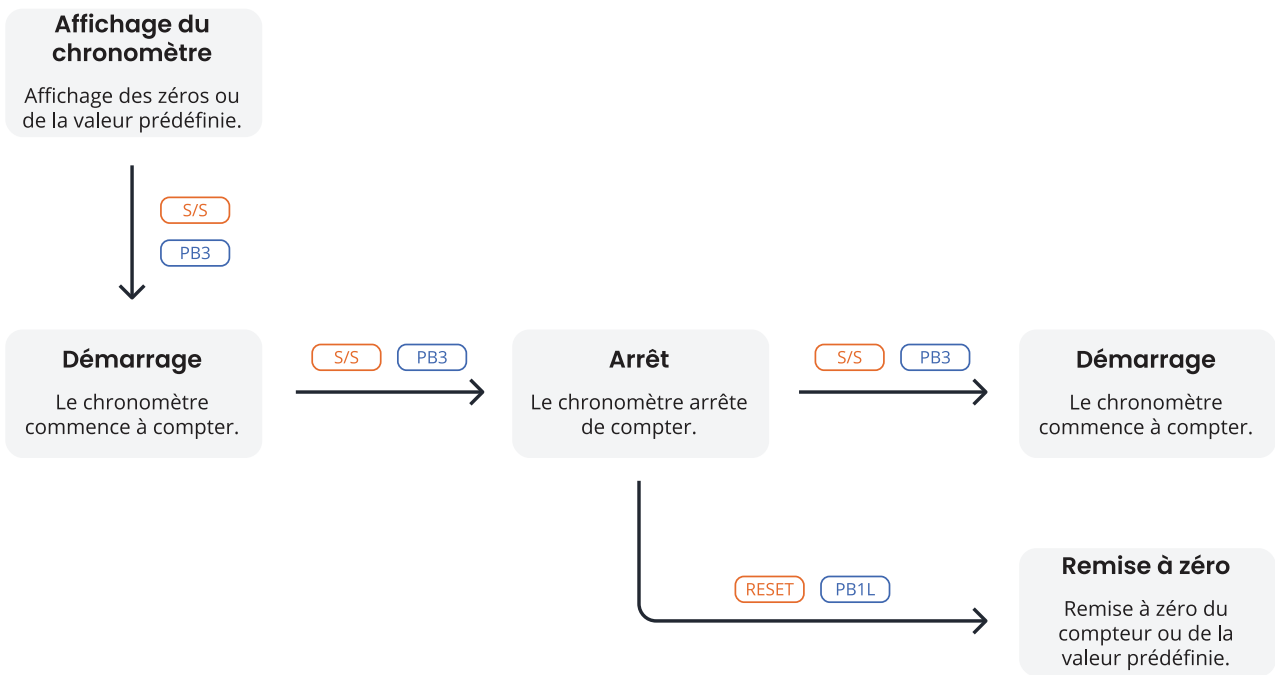 Affichage du
chronomètre
Affichage des zéros ou
de la valeur prédéfinie.
S/S
PB3
Démarrage
Le chronomètre
commence à compter.
S/S PB3
Arrêt
Le chronomètre arrête
de compter.
S/S PB3
Démarrage
Le chronomètre
commence à compter.
RESET PB1L
Remise à zéro
Remise à zéro du
compteur ou de la
valeur prédéfinie.